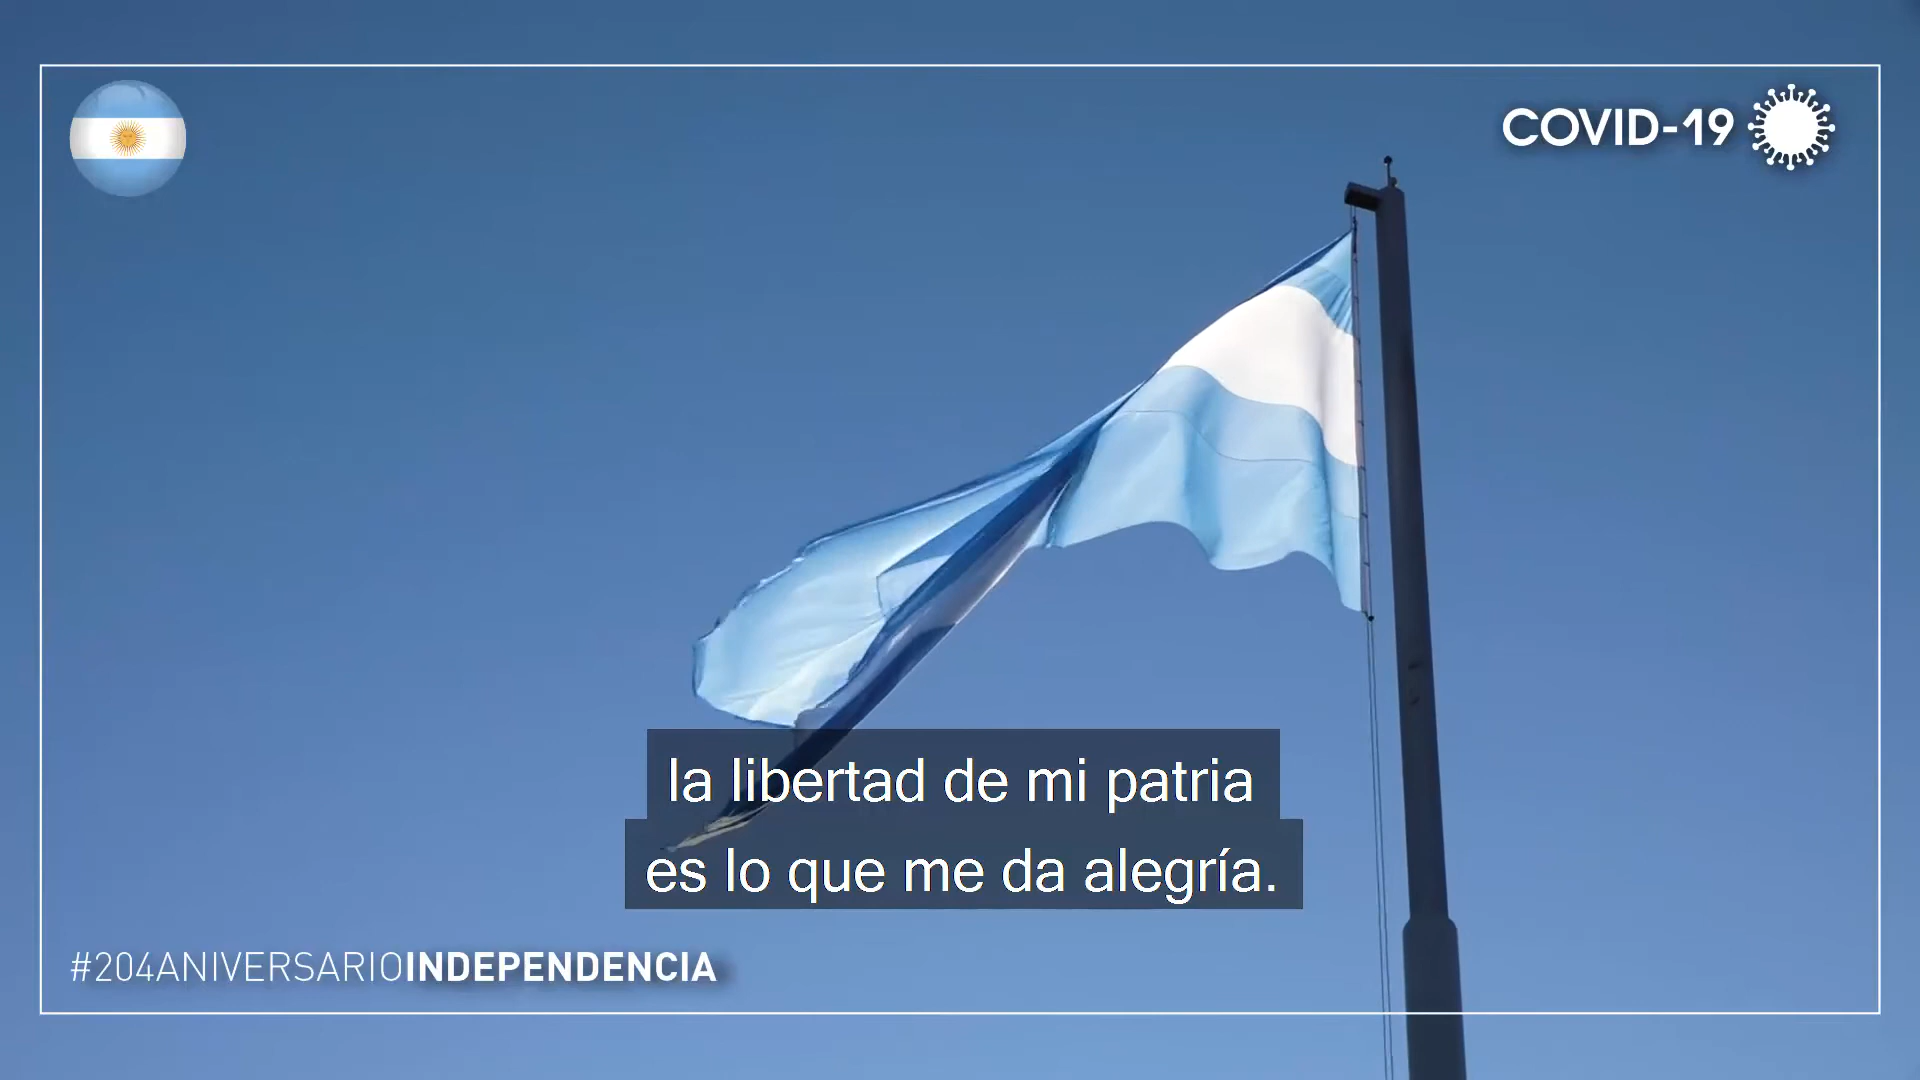 COVID-19
la libertad de mi patria
es lo que me da alegría.
#204ANIVERSARIOINDEPENDENCIA